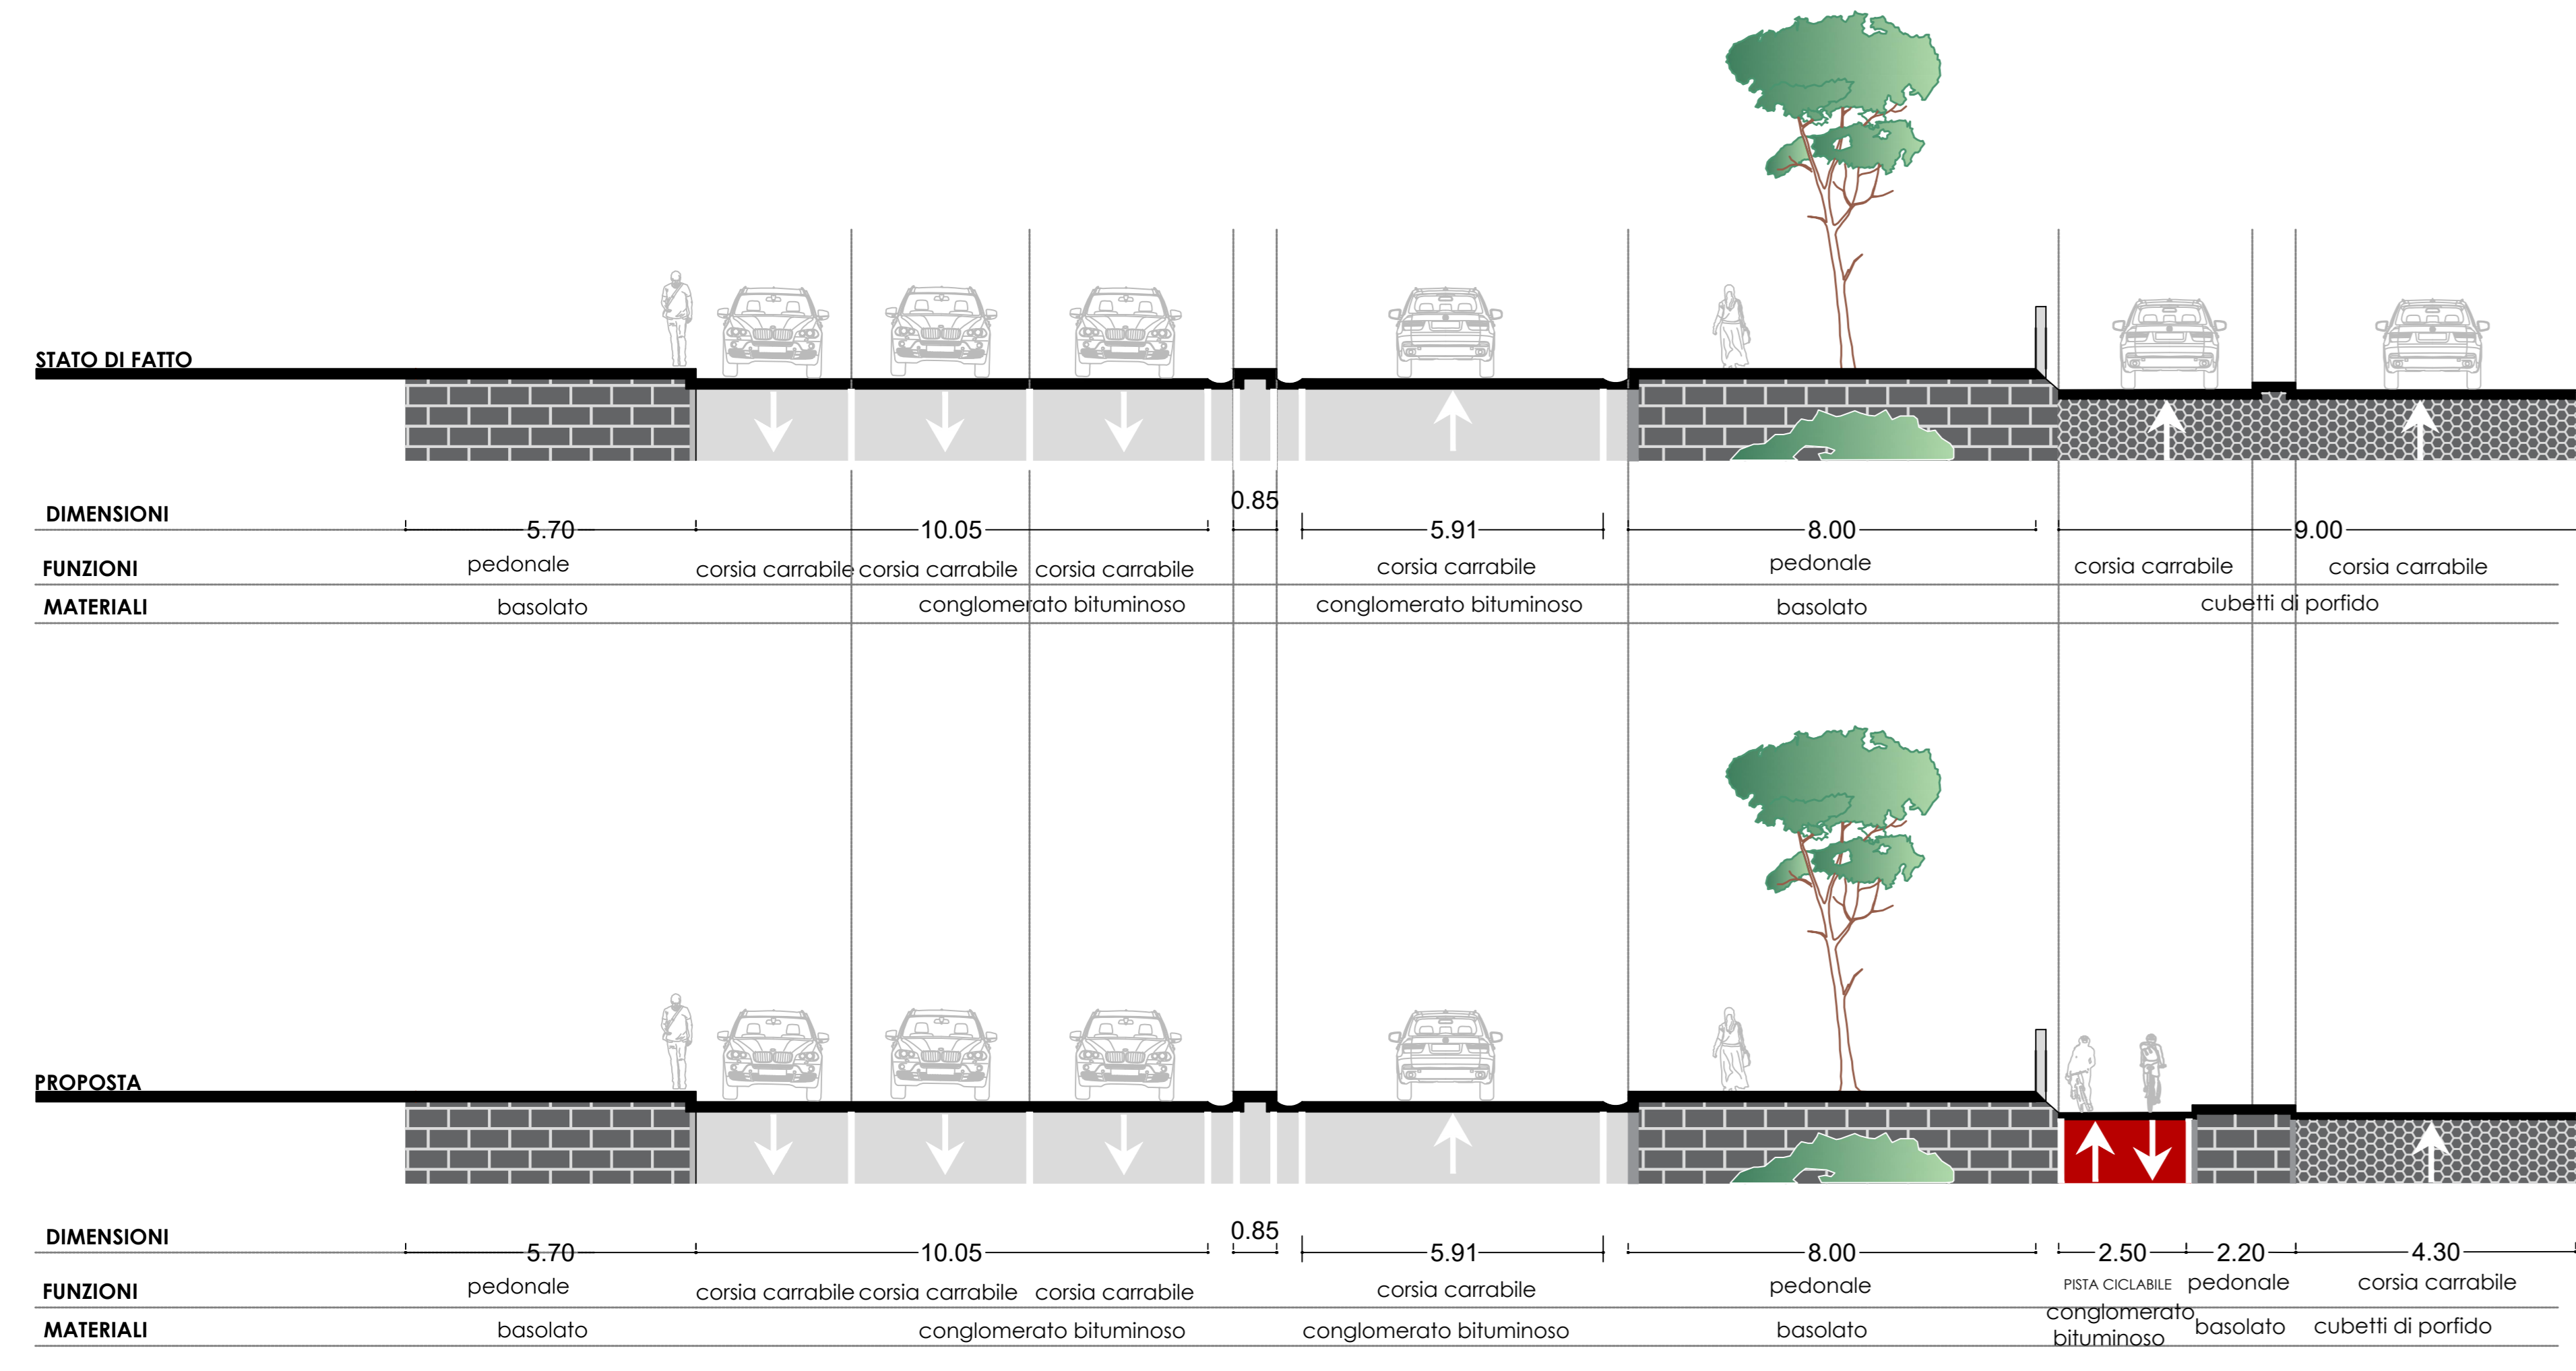 STATO DI FATTO
DIMENSIONI 5.70 10.05 0.85 5.91 8.00 9.00
FUNZIONI pedonale corsia carrabile corsia carrabile corsia carrabile corsia carrabile pedonale corsia carrabile corsia carrabile
MATERIALI basolato conglomerato bituminoso conglomerato bituminoso basolato cubetti di porfido
PROPOSTA
DIMENSIONI 5.70 10.05 0.85 5.91 8.00 2.50 2.20 4.30
FUNZIONI pedonale corsia carrabile corsia carrabile corsia carrabile corsia carrabile pedonale PISTA CICLABILE pedonale corsia carrabile
MATERIALI basolato conglomerato bituminoso conglomerato bituminoso basolato conglomerato bituminoso basolato cubetti di porfido